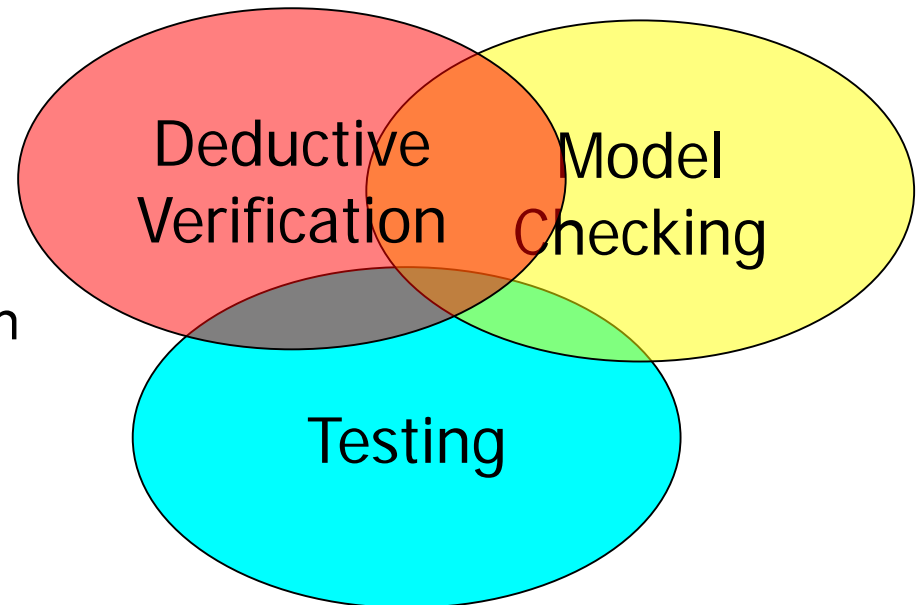 Deductive
Verification
Model
Checking
n
Testing